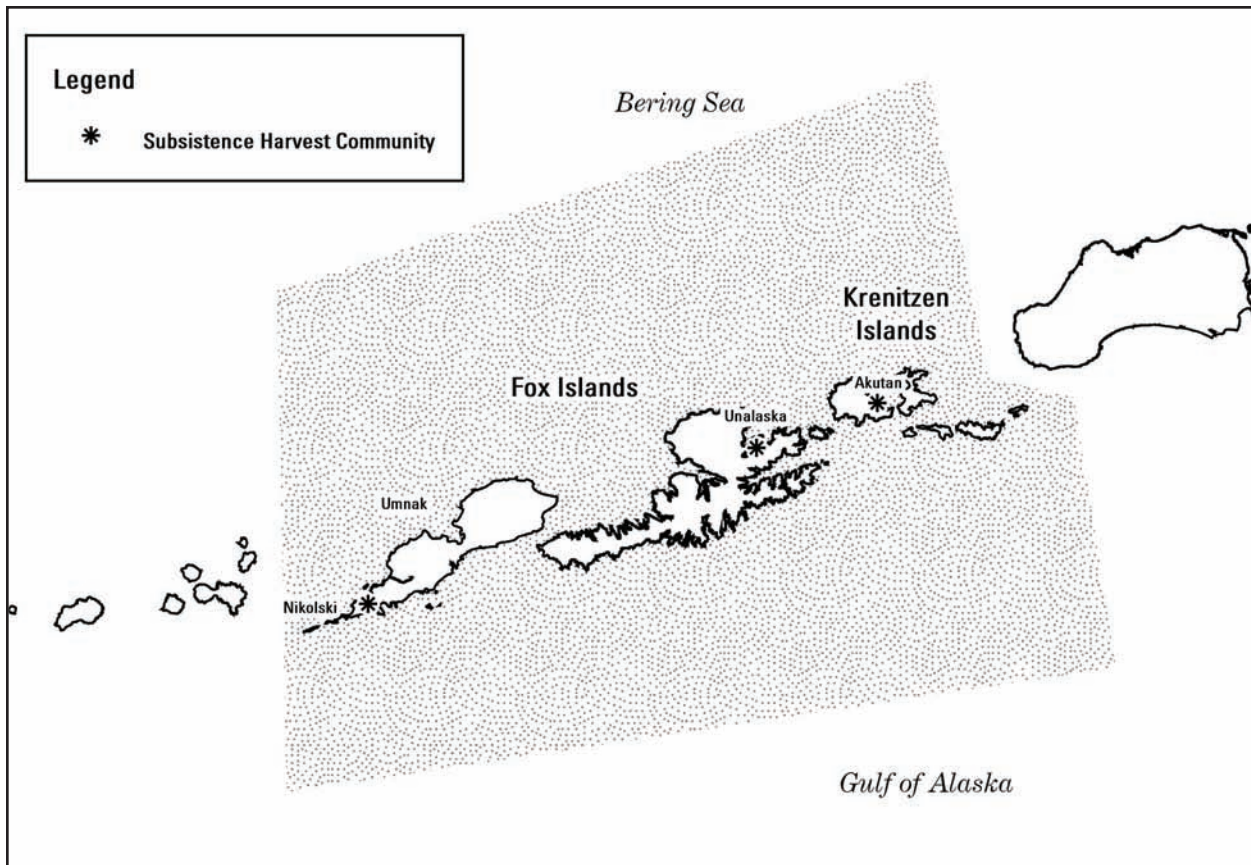 Legend
Subsistence Harvest Community
Bering Sea
Krenitzen
Islands
Fox Islands
Akutan
Unalaska
Umnak
Nikolski
Gulf of Alaska